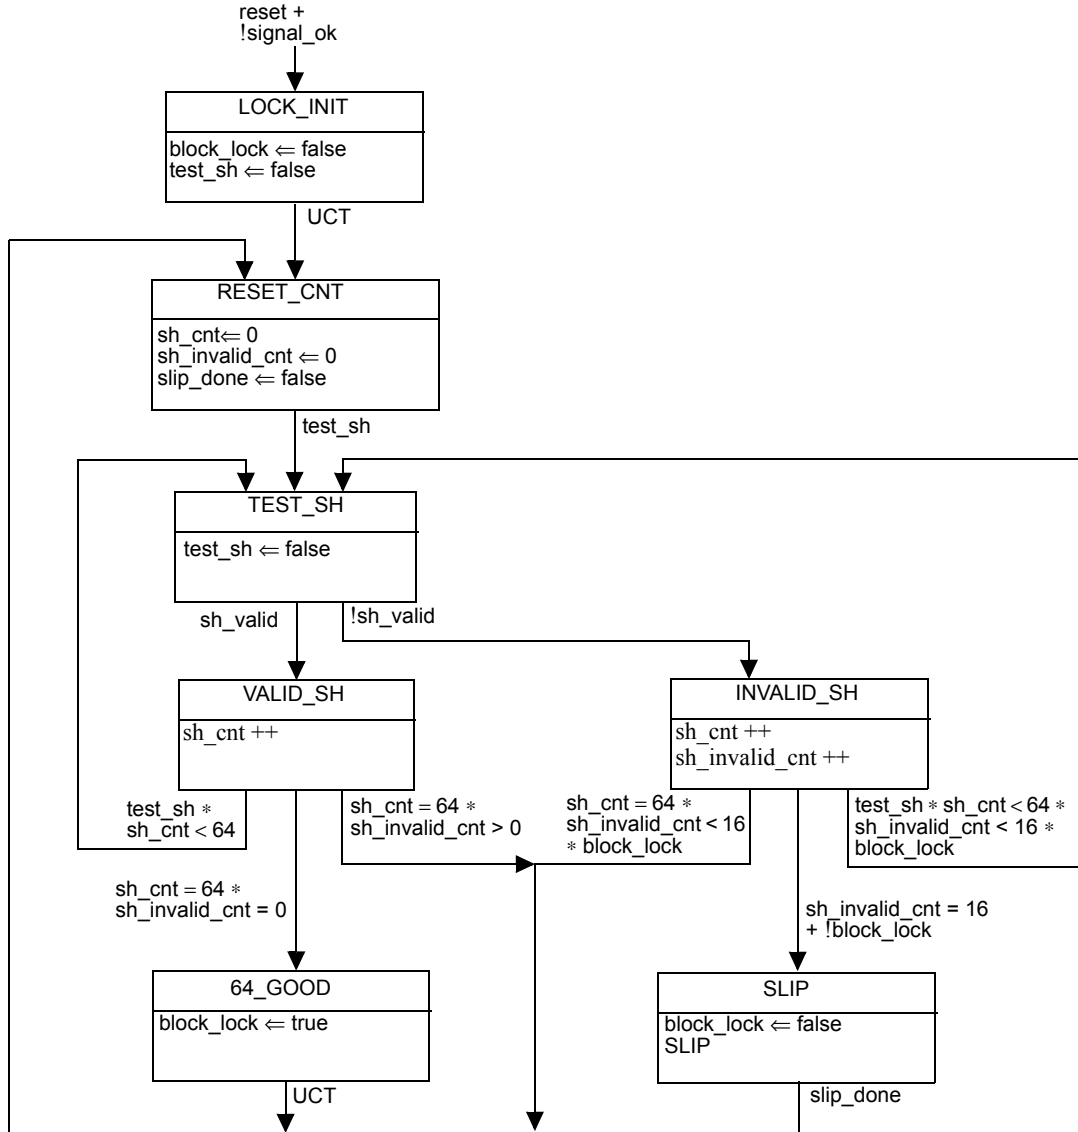 reset +
!signal_ok
LOCK_INIT
block_lock ⇐ false
test_sh ⇐ false
UCT
RESET_CNT
sh_cnt⇐ 0
sh_invalid_cnt ⇐ 0
slip_done ⇐ false
test_sh
TEST_SH
test_sh ⇐ false
sh_valid
!sh_valid
VALID_SH
sh_cnt ++
INVALID_SH
sh_cnt ++
sh_invalid_cnt ++
test_sh ∗
sh_cnt < 64
sh_cnt = 64 ∗
sh_invalid_cnt > 0
sh_cnt = 64 ∗
sh_invalid_cnt < 16
∗ block_lock
test_sh ∗ sh_cnt < 64 ∗
sh_invalid_cnt < 16 ∗
block_lock
sh_cnt = 64 ∗
sh_invalid_cnt = 0
sh_invalid_cnt = 16
+ !block_lock
64_GOOD
block_lock ⇐ true
UCT
SLIP
block_lock ⇐ false
SLIP
slip_done